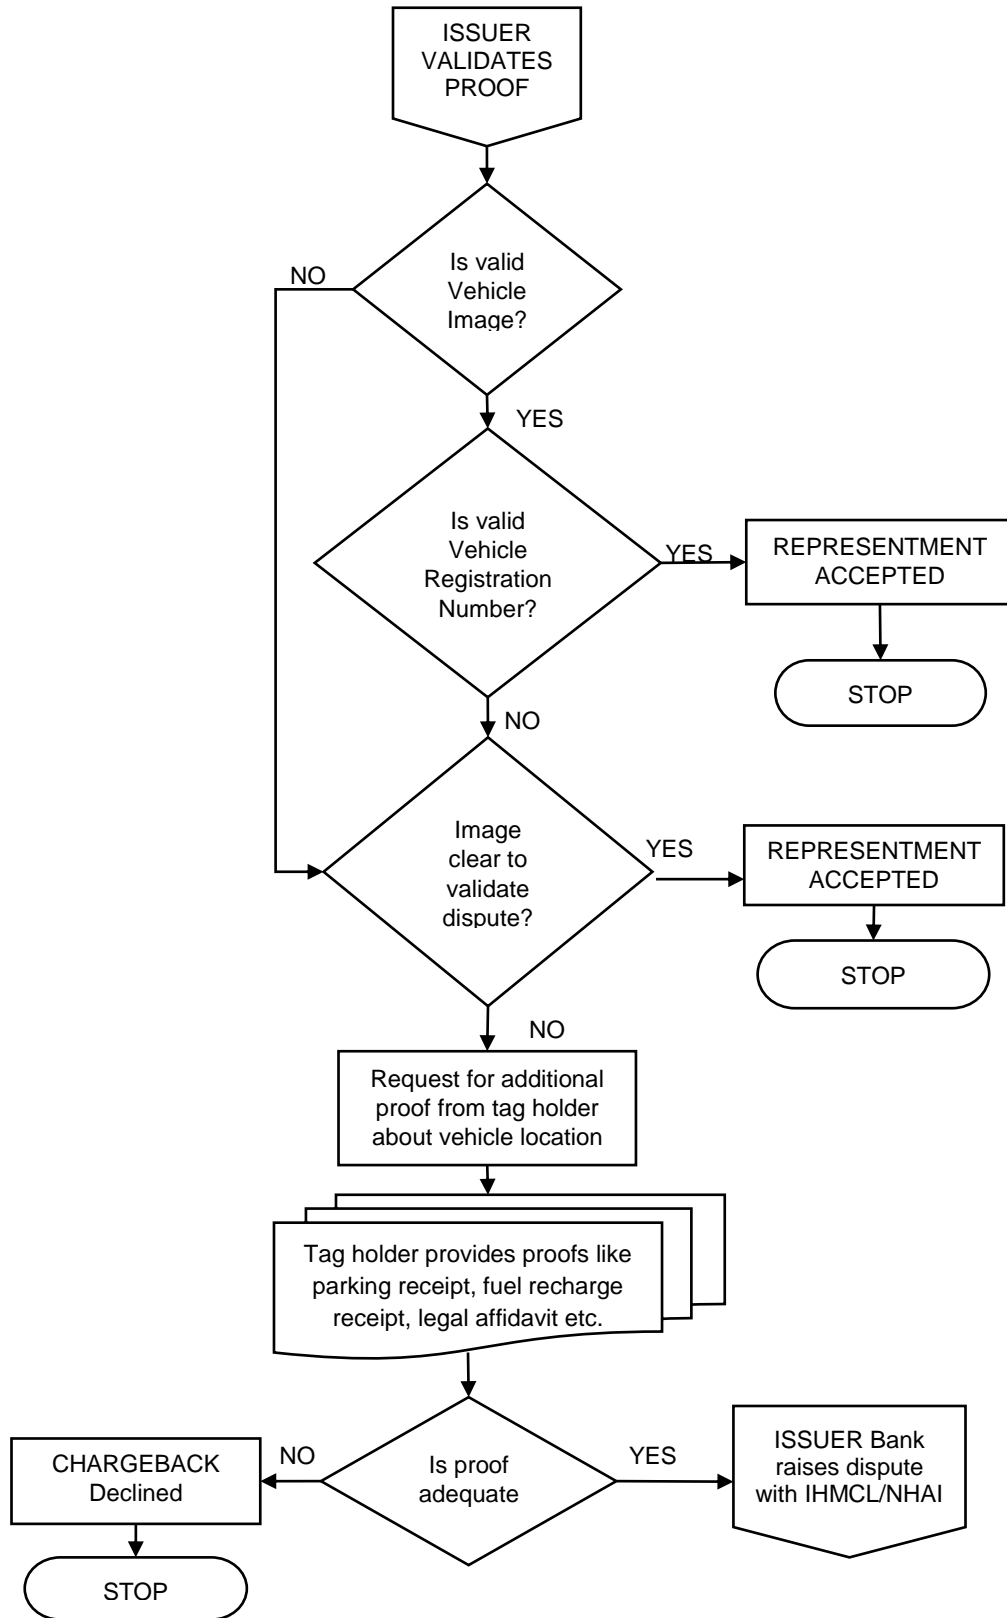 ISSUER
VALIDATES
PROOF
Is valid
Vehicle
Image?
NO
YES
Is valid
Vehicle
Registration
Number?
YES
REPRESENTMENT
ACCEPTED
STOP
NO
Image
clear to
validate
dispute?
YES
REPRESENTMENT
ACCEPTED
STOP
NO
Request for additional
proof from tag holder
about vehicle location
Tag holder provides proofs like
parking receipt, fuel recharge
receipt, legal affidavit etc.
Is proof
adequate
NO
CHARGEBACK
Declined
STOP
YES
ISSUER Bank
raises dispute
with IHMCL/NHAI